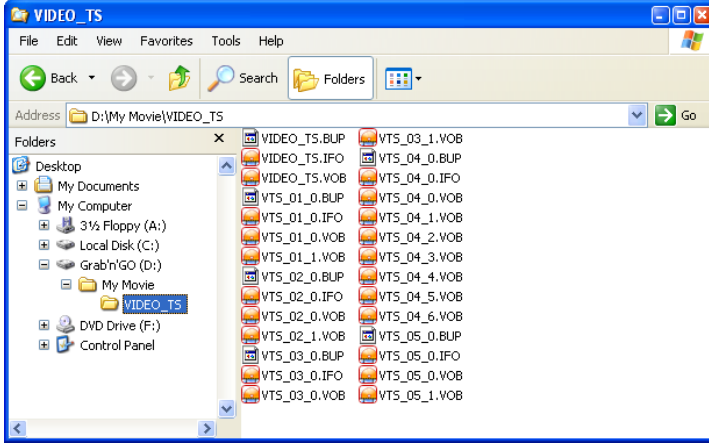 VIDEO_TS
File Edit View Favorites Tools Help
Back Search Folders
Address D:\My Movie\VIDEO_TS Go
Folders
Desktop
My Documents
My Computer
3½ Floppy (A:)
Local Disk (C:)
Grab'n'GO (D:)
My Movie
VIDEO_TS
DVD Drive (F:)
Control Panel
VIDEO_TS.BUP
VIDEO_TS.IFO
VIDEO_TS.VOB
VTS_01_0.BUP
VTS_01_0.IFO
VTS_01_0.VOB
VTS_01_1.VOB
VTS_02_0.BUP
VTS_02_0.IFO
VTS_02_0.VOB
VTS_02_1.VOB
VTS_03_0.BUP
VTS_03_0.IFO
VTS_03_0.VOB
VTS_03_1.VOB
VTS_04_0.BUP
VTS_04_0.IFO
VTS_04_0.VOB
VTS_04_1.VOB
VTS_04_2.VOB
VTS_04_3.VOB
VTS_04_4.VOB
VTS_04_5.VOB
VTS_04_6.VOB
VTS_05_0.BUP
VTS_05_0.IFO
VTS_05_0.VOB
VTS_05_1.VOB